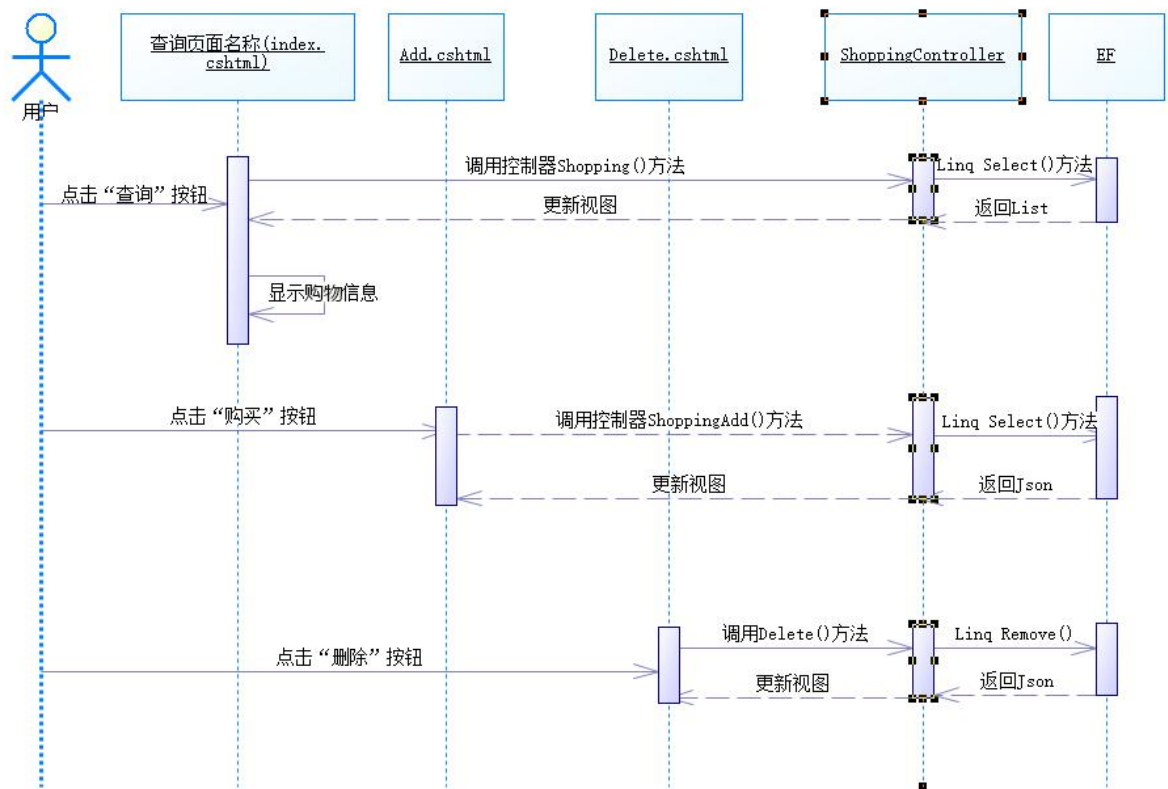 查询页面名称(index.
cshtml)
Add.cshtml
Delete.cshtml
ShoppingController
EF
用户
调用控制器Shopping()方法
Linq Select()方法
点击“查询”按钮
更新视图
返回List
显示购物信息
点击“购买”按钮
调用控制器ShoppingAdd()方法
Linq Select()方法
更新视图
返回Json
调用Delete()方法
Linq Remove()
点击“删除”按钮
更新视图
返回Json